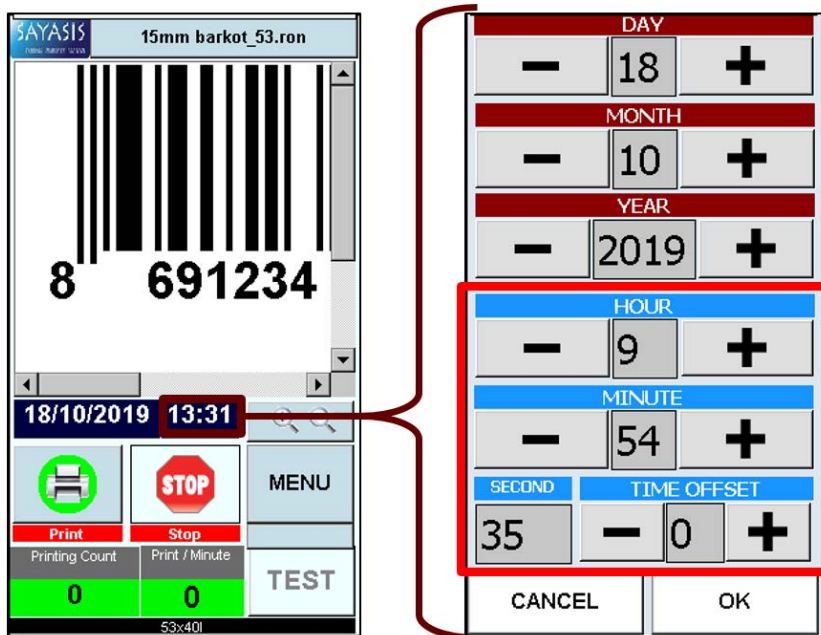 SAYASİS
15mm barkot_53.ron
8 691234
18/10/2019 13:31
MENU
STOP
Print
Stop
Printing Count
Print / Minute
0
0
TEST
53x40l
DAY
18
MONTH
10
YEAR
2019
HOUR
9
MINUTE
54
SECOND
TIME OFFSET
35
0
CANCEL
OK